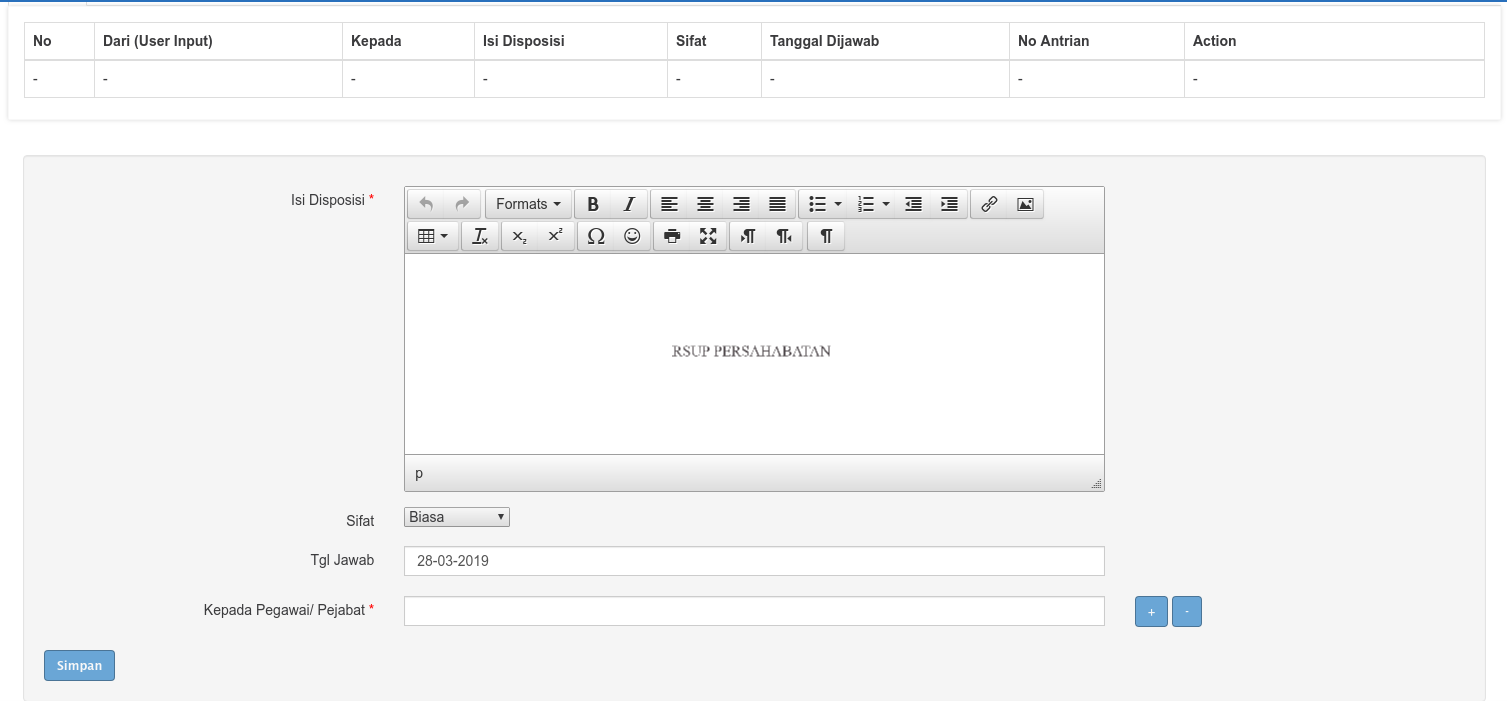 No Dari (User Input) Kepada Isi Disposisi Sifat Tanggal Dijawab No Antrian Action
- - - - - - - -
Isi Disposisi *
Formats
RSUP PERSAHABATAN
p
Sifat Biasa
Tgl Jawab 28-03-2019
Kepada Pegawai/ Pejabat * + -
Simpan